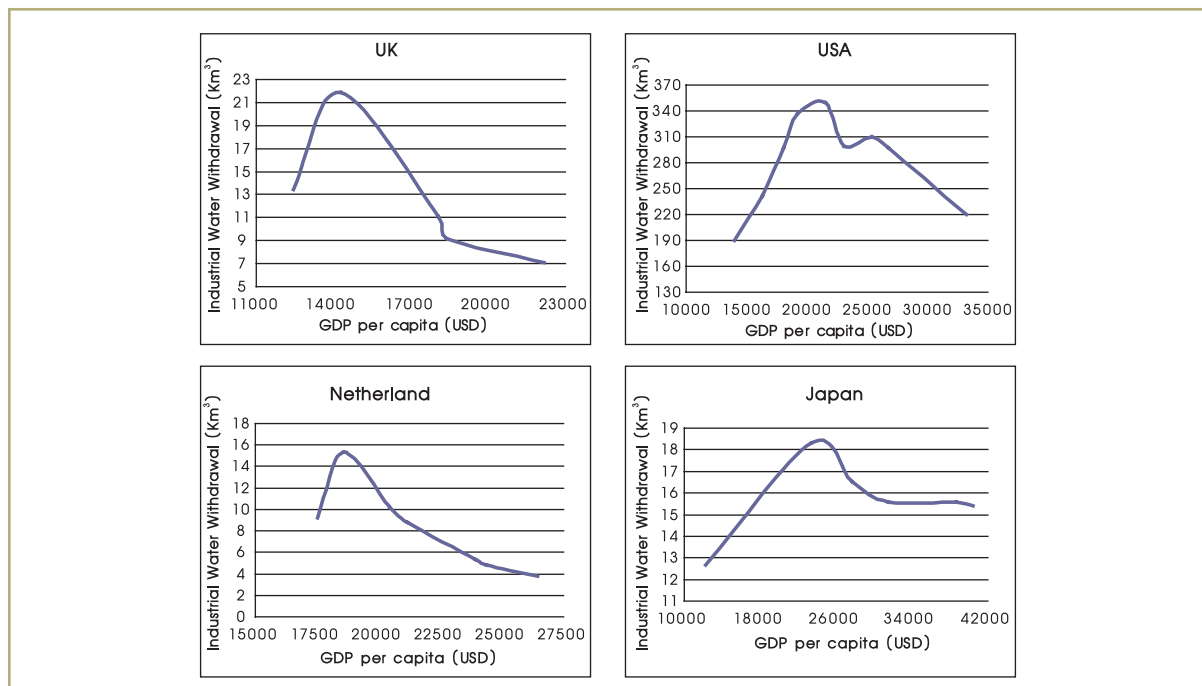 UK
Industrial Water Withdrawal (Km³)
23
21
19
17
15
13
11
9
7
5
11000 14000 17000 20000 23000
GDP per capita (USD)
USA
Industrial Water Withdrawal (Km³)
370
340
310
280
250
220
190
160
130
10000 15000 20000 25000 30000 35000
GDP per capita (USD)
Netherland
Industrial Water Withdrawal (Km³)
18
16
14
12
10
8
6
4
2
0
15000 17500 20000 22500 25000 27500
GDP per capita (USD)
Japan
Industrial Water Withdrawal (Km³)
19
18
17
16
15
14
13
12
11
10000 18000 26000 34000 42000
GDP per capita (USD)